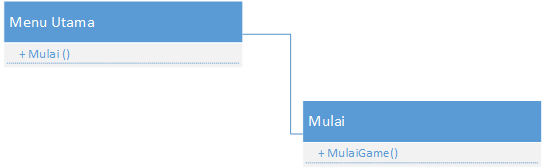 Menu Utama
+ Mulai ()
Mulai
+ MulaiGame()